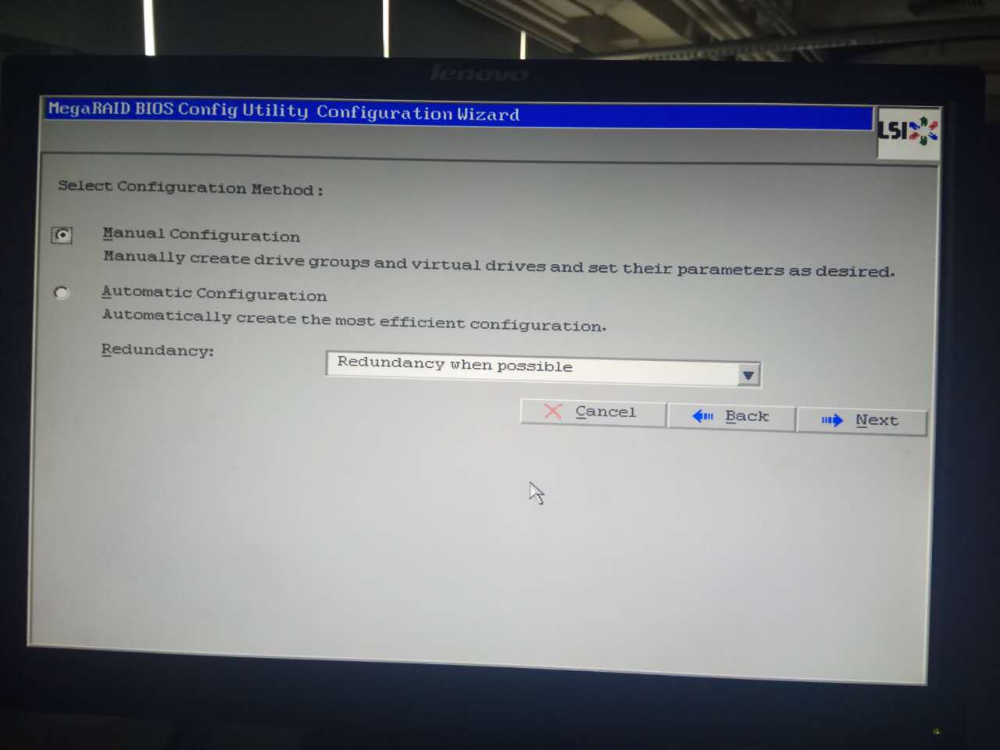 lenovo
MegaRAID BIOS Config Utility Configuration Wizard
LSI
Select Configuration Method:
Manual Configuration
Manually create drive groups and virtual drives and set their parameters as desired.
Automatic Configuration
Automatically create the most efficient configuration.
Redundancy:
Redundancy when possible
Cancel
Back
Next